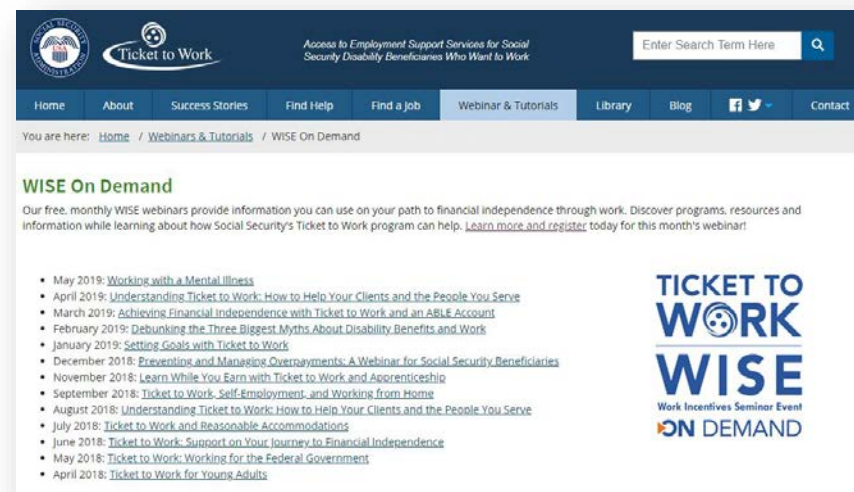 SOCIAL SECURITY ADMINISTRATION
USA
Ticket to Work
Access to Employment Support Services for Social
Security Disability Beneficiaries Who Want to Work
Enter Search Term Here
Home About Success Stories Find Help Find a Job Webinar & Tutorials Library Blog Contact
You are here: Home / Webinars & Tutorials / WISE On Demand
WISE On Demand
Our free, monthly WISE webinars provide information you can use on your path to financial independence through work. Discover programs, resources and
information while learning about how Social Security's Ticket to Work program can help. Learn more and register today for this month's webinar!
• May 2019: Working with a Mental Illness
• April 2019: Understanding Ticket to Work: How to Help Your Clients and the People You Serve
• March 2019: Achieving Financial Independence with Ticket to Work and an ABLE Account
• February 2019: Debunking the Three Biggest Myths About Disability Benefits and Work
• January 2019: Setting Goals with Ticket to Work
• December 2018: Preventing and Managing Overpayments: A Webinar for Social Security Beneficiaries
• November 2018: Learn While You Earn with Ticket to Work and Apprenticeship
• September 2018: Ticket to Work, Self-Employment, and Working from Home
• August 2018: Understanding Ticket to Work: How to Help Your Clients and the People You Serve
• July 2018: Ticket to Work and Reasonable Accommodations
• June 2018: Ticket to Work: Support on Your Journey to Financial Independence
• May 2018: Ticket to Work: Working for the Federal Government
• April 2018: Ticket to Work for Young Adults
TICKET TO
WORK
WISE
Work Incentives Seminar Event
ON DEMAND